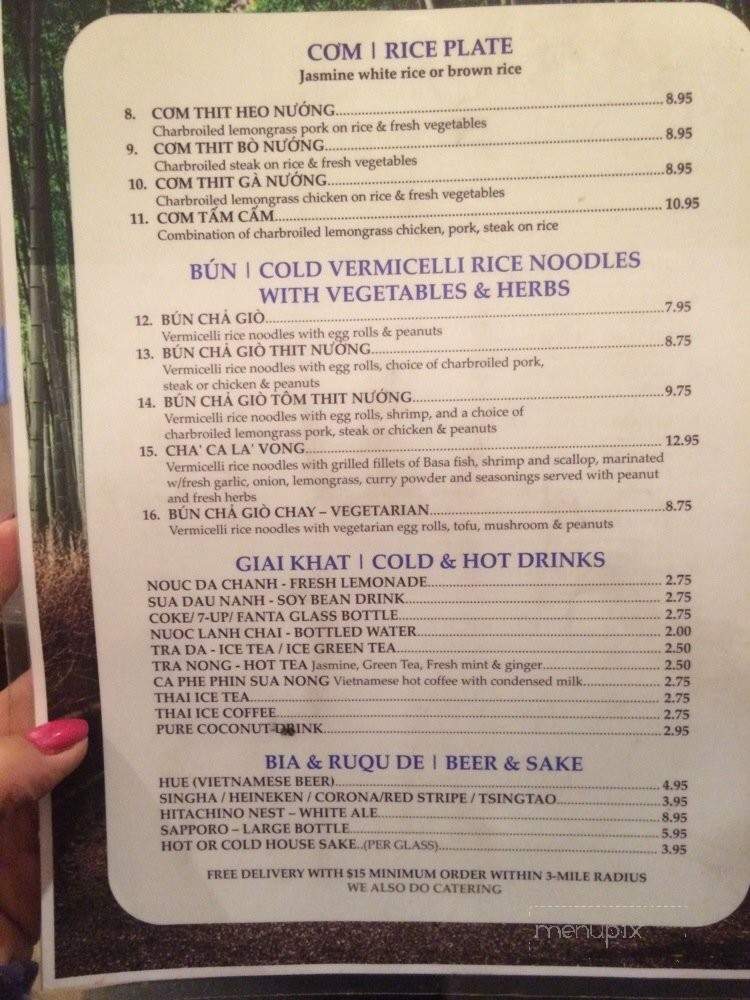 CƠM | RICE PLATE
Jasmine white rice or brown rice
8. CƠM THIT HEO NƯỚNG 8.95
Charbroiled lemongrass pork on rice & fresh vegetables
9. CƠM THIT BÒ NƯỚNG 8.95
Charbroiled steak on rice & fresh vegetables
10. CƠM THIT GÀ NƯỚNG 8.95
Charbroiled lemongrass chicken on rice & fresh vegetables
11. CƠM TẤM CẨM 10.95
Combination of charbroiled lemongrass chicken, pork, steak on rice
BÚN | COLD VERMICELLI RICE NOODLES
WITH VEGETABLES & HERBS
12. BÚN CHẢ GIÒ 7.95
Vermicelli rice noodles with egg rolls & peanuts
13. BÚN CHẢ GIÒ THIT NƯỚNG 8.75
Vermicelli rice noodles with egg rolls, choice of charbroiled pork,
steak or chicken & peanuts
14. BÚN CHẢ GIÒ TÔM THIT NƯỚNG 9.75
Vermicelli rice noodles with egg rolls, shrimp, and a choice of
charbroiled lemongrass pork, steak or chicken & peanuts
15. CHA' CA LA' VONG 12.95
Vermicelli rice noodles with grilled fillets of Basa fish, shrimp and scallop, marinated
w/fresh garlic, onion, lemongrass, curry powder and seasonings served with peanut
and fresh herbs
16. BÚN CHẢ GIÒ CHAY – VEGETARIAN 8.75
Vermicelli rice noodles with vegetarian egg rolls, tofu, mushroom & peanuts
GIAI KHAT | COLD & HOT DRINKS
NOUC DA CHANH - FRESH LEMONADE 2.75
SUA DAU NANH - SOY BEAN DRINK 2.75
COKE/ 7-UP/ FANTA GLASS BOTTLE 2.75
NUOC LANH CHAI - BOTTLED WATER 2.00
TRA DA - ICE TEA / ICE GREEN TEA 2.50
TRA NONG - HOT TEA Jasmine, Green Tea, Fresh mint & ginger 2.50
CA PHE PHIN SUA NONG Vietnamese hot coffee with condensed milk 2.75
THAI ICE TEA 2.75
THAI ICE COFFEE 2.75
PURE COCONUT DRINK 2.95
BIA & RUQU DE | BEER & SAKE
HUE (VIETNAMESE BEER) 4.95
SINGHA / HEINEKEN / CORONA/RED STRIPE / TSINGTAO 3.95
HITACHINO NEST – WHITE ALE 8.95
SAPPORO – LARGE BOTTLE 5.95
HOT OR COLD HOUSE SAKE..(PER GLASS) 3.95
FREE DELIVERY WITH $15 MINIMUM ORDER WITHIN 3-MILE RADIUS
WE ALSO DO CATERING
menupix